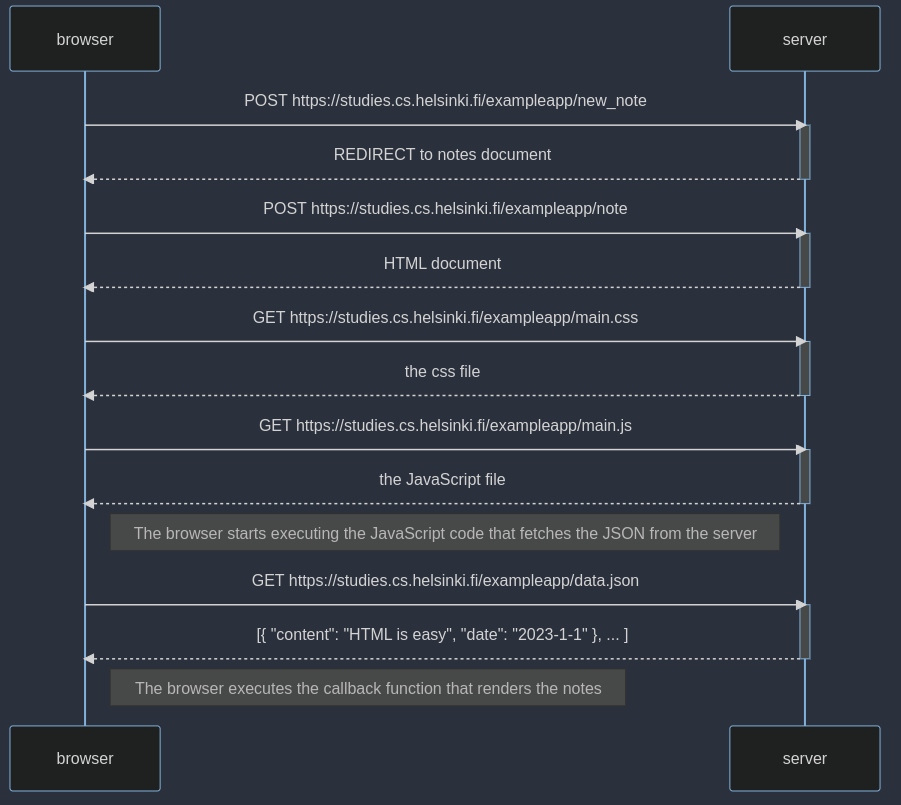 browser
server
POST https://studies.cs.helsinki.fi/exampleapp/new_note
REDIRECT to notes document
POST https://studies.cs.helsinki.fi/exampleapp/note
HTML document
GET https://studies.cs.helsinki.fi/exampleapp/main.css
the css file
GET https://studies.cs.helsinki.fi/exampleapp/main.js
the JavaScript file
The browser starts executing the JavaScript code that fetches the JSON from the server
GET https://studies.cs.helsinki.fi/exampleapp/data.json
[{ "content": "HTML is easy", "date": "2023-1-1" }, ... ]
The browser executes the callback function that renders the notes
browser
server